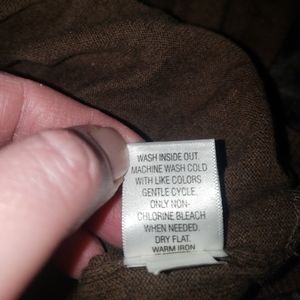 WASH INSIDE OUT.
MACHINE WASH COLD
WITH LIKE COLORS
GENTLE CYCLE.
ONLY NON-
CHLORINE BLEACH
WHEN NEEDED.
DRY FLAT.
WARM IRON